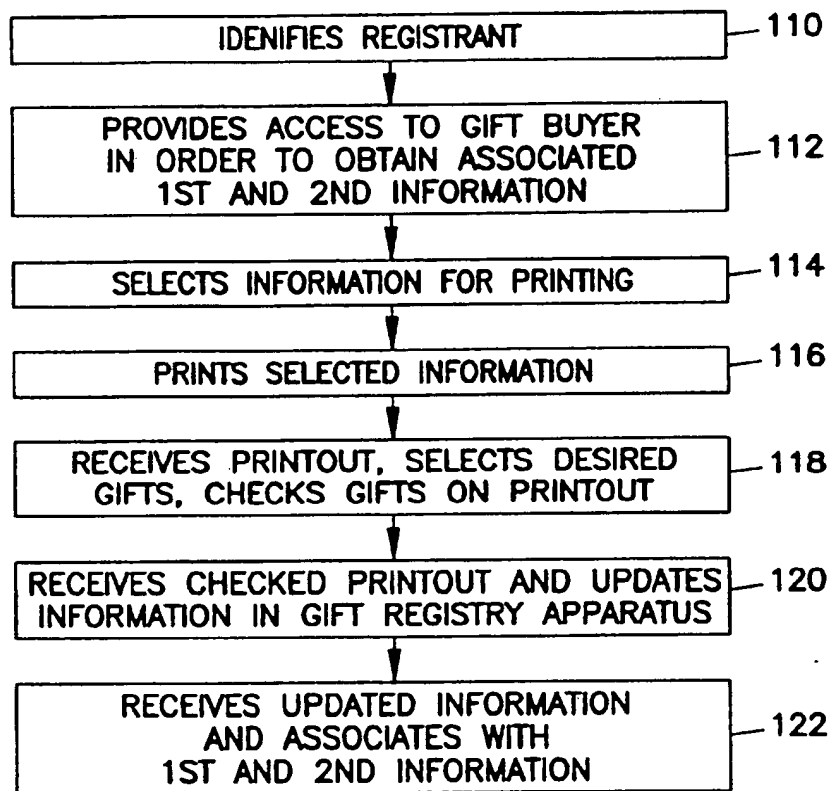 IDENIFIES REGISTRANT
110
PROVIDES ACCESS TO GIFT BUYER
IN ORDER TO OBTAIN ASSOCIATED
1ST AND 2ND INFORMATION
112
SELECTS INFORMATION FOR PRINTING
114
PRINTS SELECTED INFORMATION
116
RECEIVES PRINTOUT, SELECTS DESIRED
GIFTS, CHECKS GIFTS ON PRINTOUT
118
RECEIVES CHECKED PRINTOUT AND UPDATES
INFORMATION IN GIFT REGISTRY APPARATUS
120
RECEIVES UPDATED INFORMATION
AND ASSOCIATES WITH
1ST AND 2ND INFORMATION
122